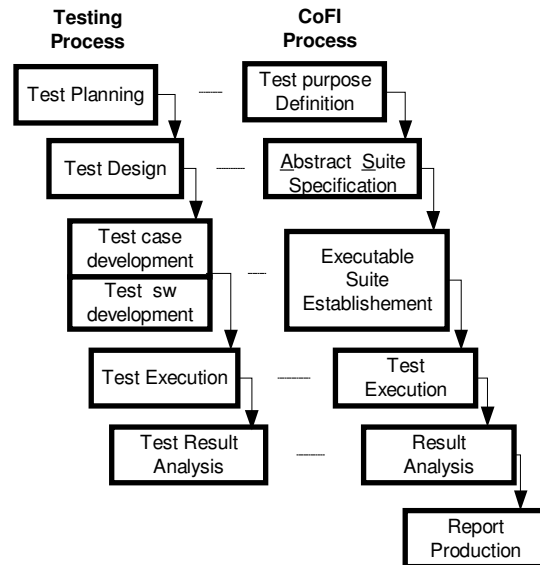 Testing
Process
CoFI
Process
Test Planning
Test purpose
Definition
Test Design
Abstract Suite
Specification
Test case
development
Test sw
development
Executable
Suite
Establishement
Test Execution
Test
Execution
Test Result
Analysis
Result
Analysis
Report
Production